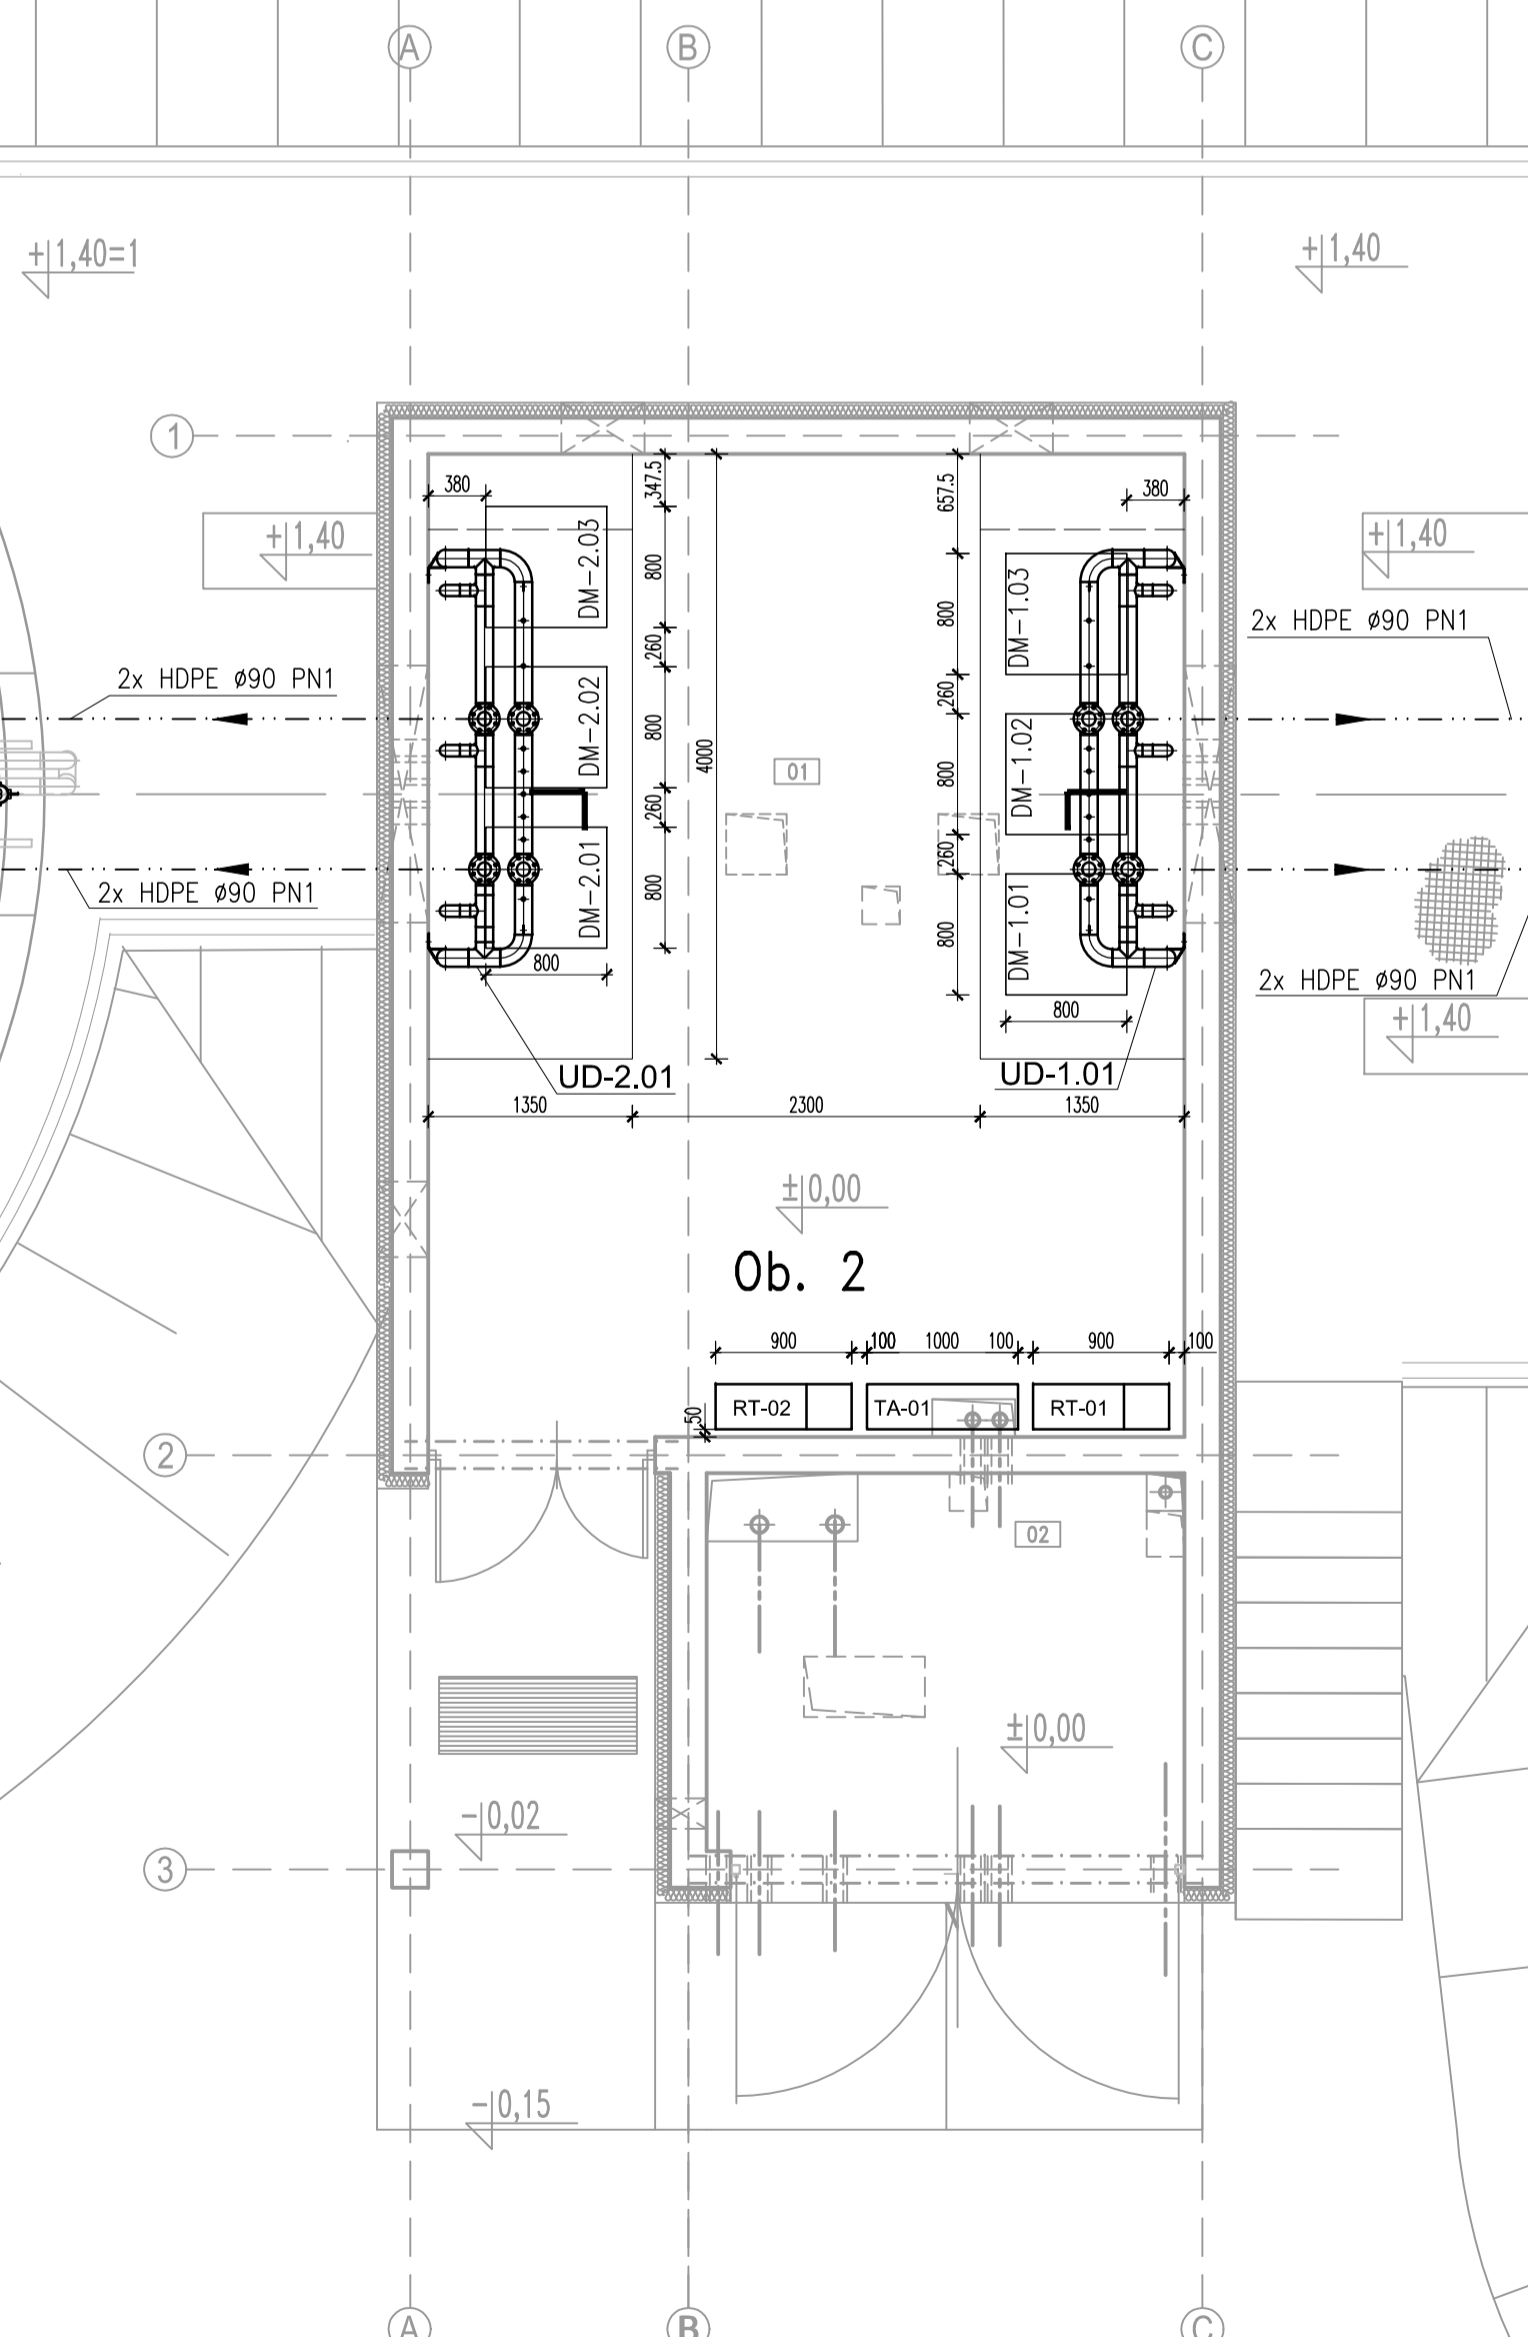 A B C
+1,40=1
+1,40
1
380
347.5
657.5
380
+1,40
+1,40
DM-2.03
800
DM-1.03
800
2x HDPE ø90 PN1
260
2x HDPE ø90 PN1
260
DM-2.02
800
4000
01
800
DM-1.02
260
260
2x HDPE ø90 PN1
DM-2.01
800
800
DM-1.01
800
2x HDPE ø90 PN1
800
+1,40
UD-2.01
UD-1.01
1350 2300 1350
±0,00
Ob. 2
900 100 1000 100 900 100
RT-02 TA-01 RT-01
50
2
02
±0,00
-0,02
3
-0,15
A B C